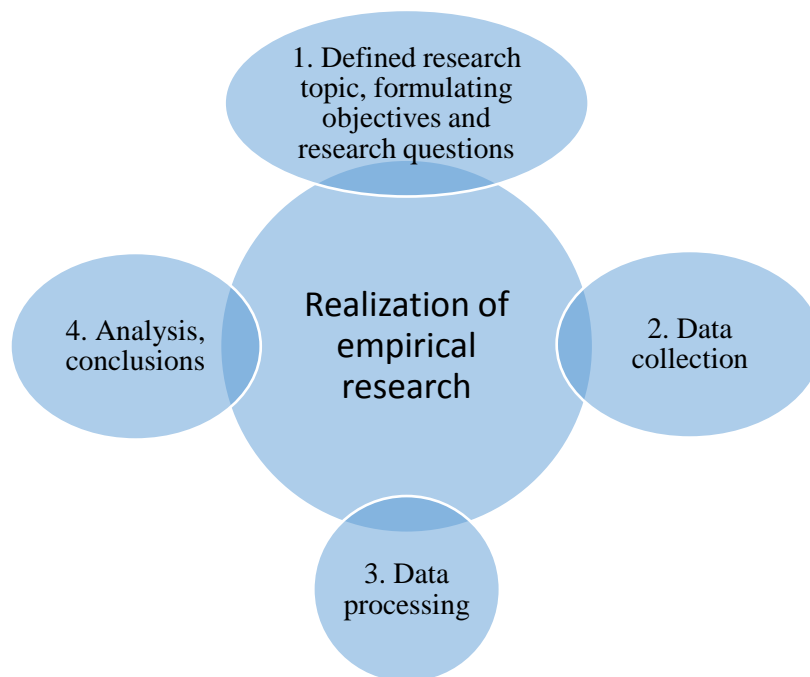 1. Defined research
topic, formulating
objectives and
research questions
Realization of
empirical
research
2. Data
collection
3. Data
processing
4. Analysis,
conclusions